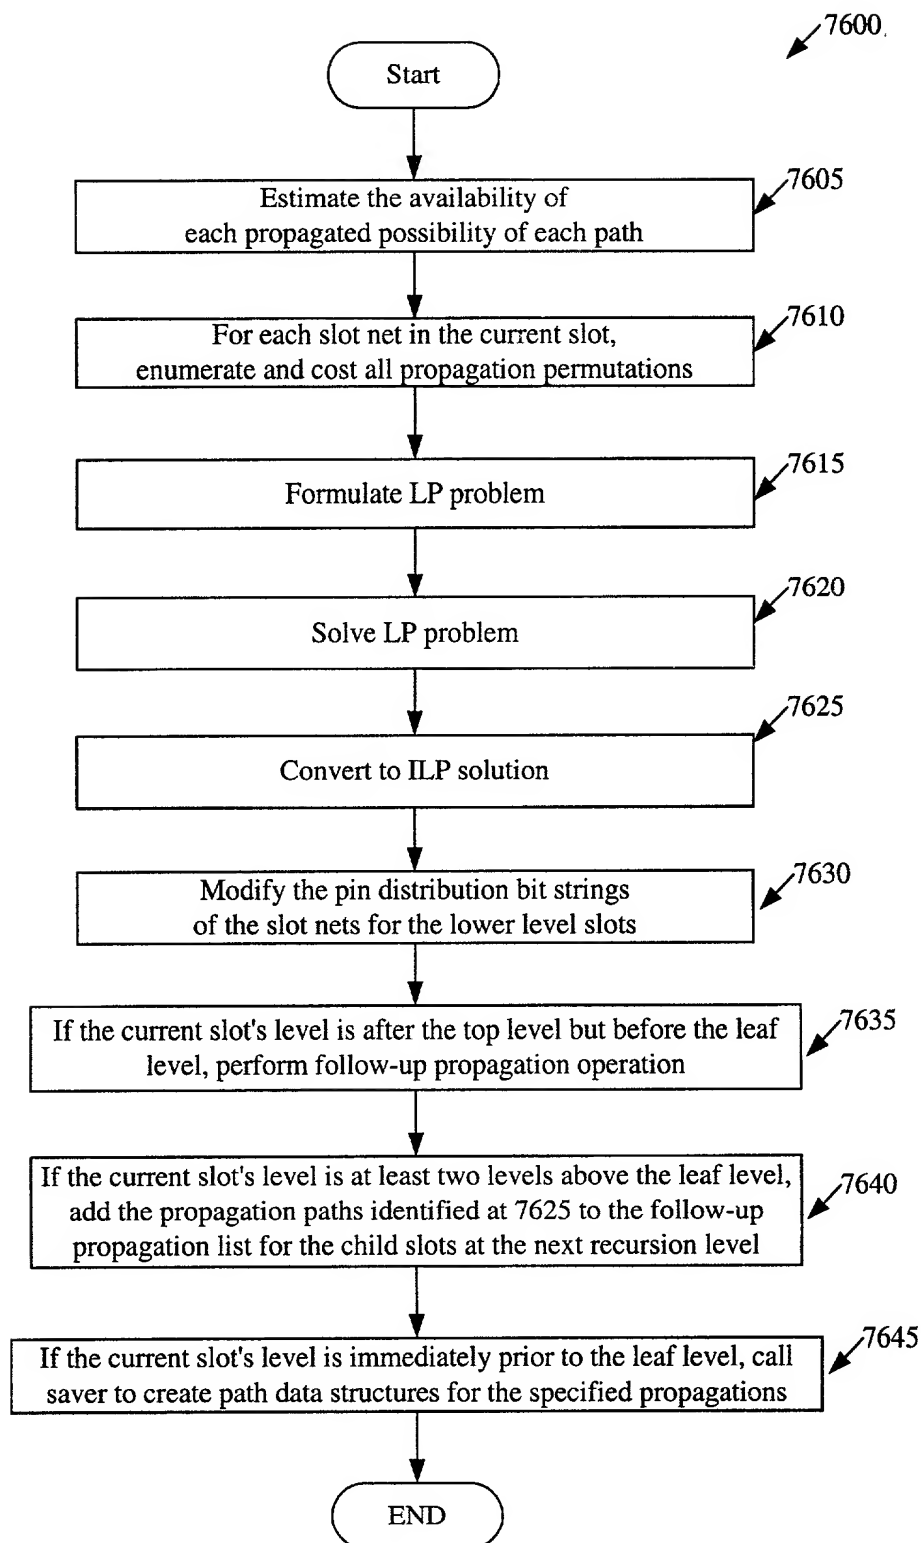 7600
Start
7605
Estimate the availability of
each propagated possibility of each path
7610
For each slot net in the current slot,
enumerate and cost all propagation permutations
7615
Formulate LP problem
7620
Solve LP problem
7625
Convert to ILP solution
7630
Modify the pin distribution bit strings
of the slot nets for the lower level slots
7635
If the current slot's level is after the top level but before the leaf
level, perform follow-up propagation operation
7640
If the current slot's level is at least two levels above the leaf level,
add the propagation paths identified at 7625 to the follow-up
propagation list for the child slots at the next recursion level
7645
If the current slot's level is immediately prior to the leaf level, call
saver to create path data structures for the specified propagations
END